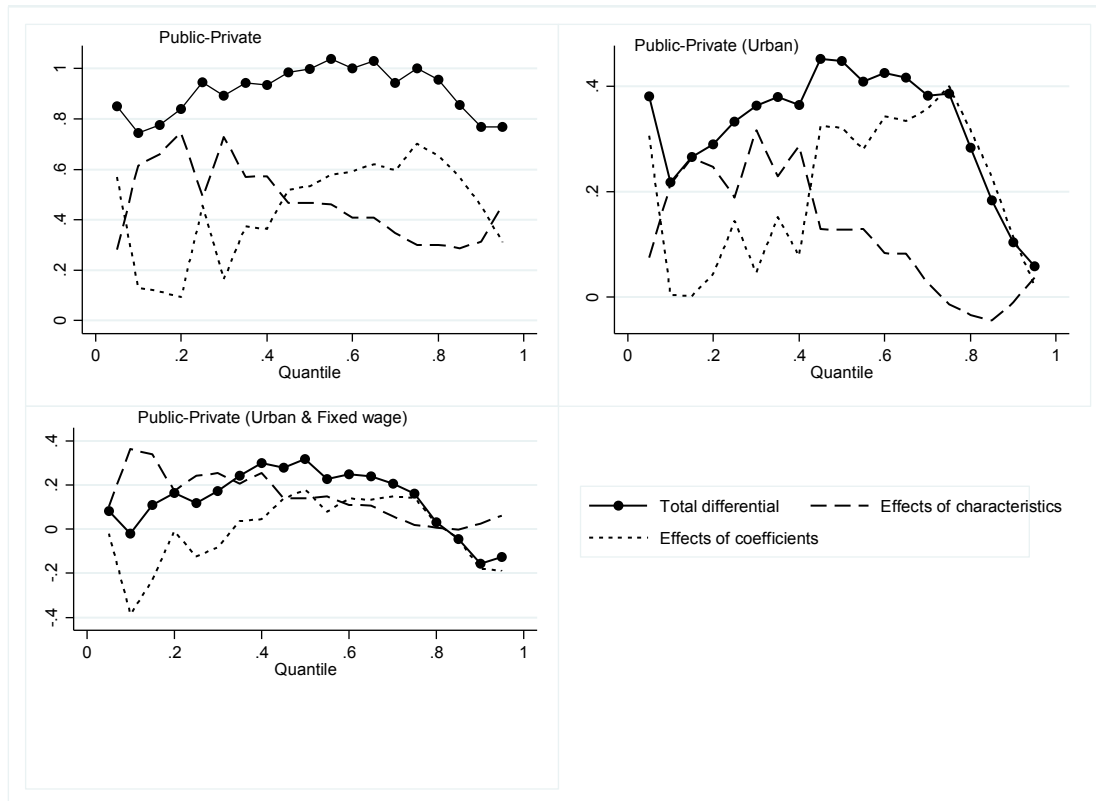 Public-Private
1
.8
.6
.4
.2
0
0 .2 .4 .6 .8 1
Quantile
Public-Private (Urban)
.4
.2
0
0 .2 .4 .6 .8 1
Quantile
Public-Private (Urban & Fixed wage)
.4
.2
0
-.2
-.4
0 .2 .4 .6 .8 1
Quantile
Total differential Effects of characteristics
Effects of coefficients